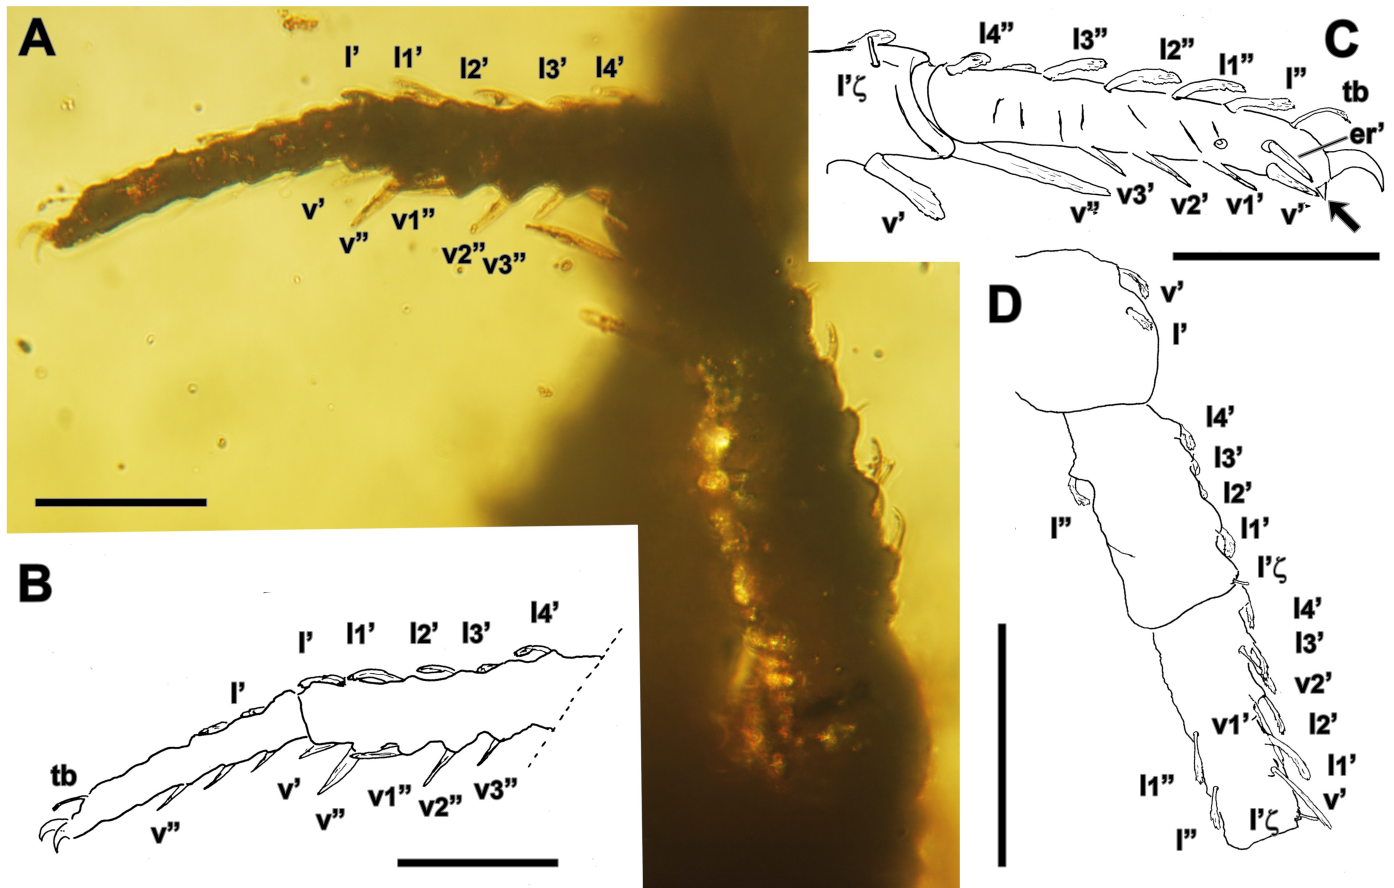 A
l’ l1’ l2’ l3’ l4’
v’ v” v1” v2” v3”
B
l’ l1’ l2’ l3’ l4’
l’
tb
v” v’ v” v1” v2” v3”
C
l4” l3” l2” l1” l” tb
l’ζ
er’
v’ v” v3’ v2’ v1’ v’
D
v’
l’
l4’
l3’
l2’
l” l1’
l’ζ
l4’
l3’
v2’
v1’ l2’
l1” l1’
v’
l” l’ζ